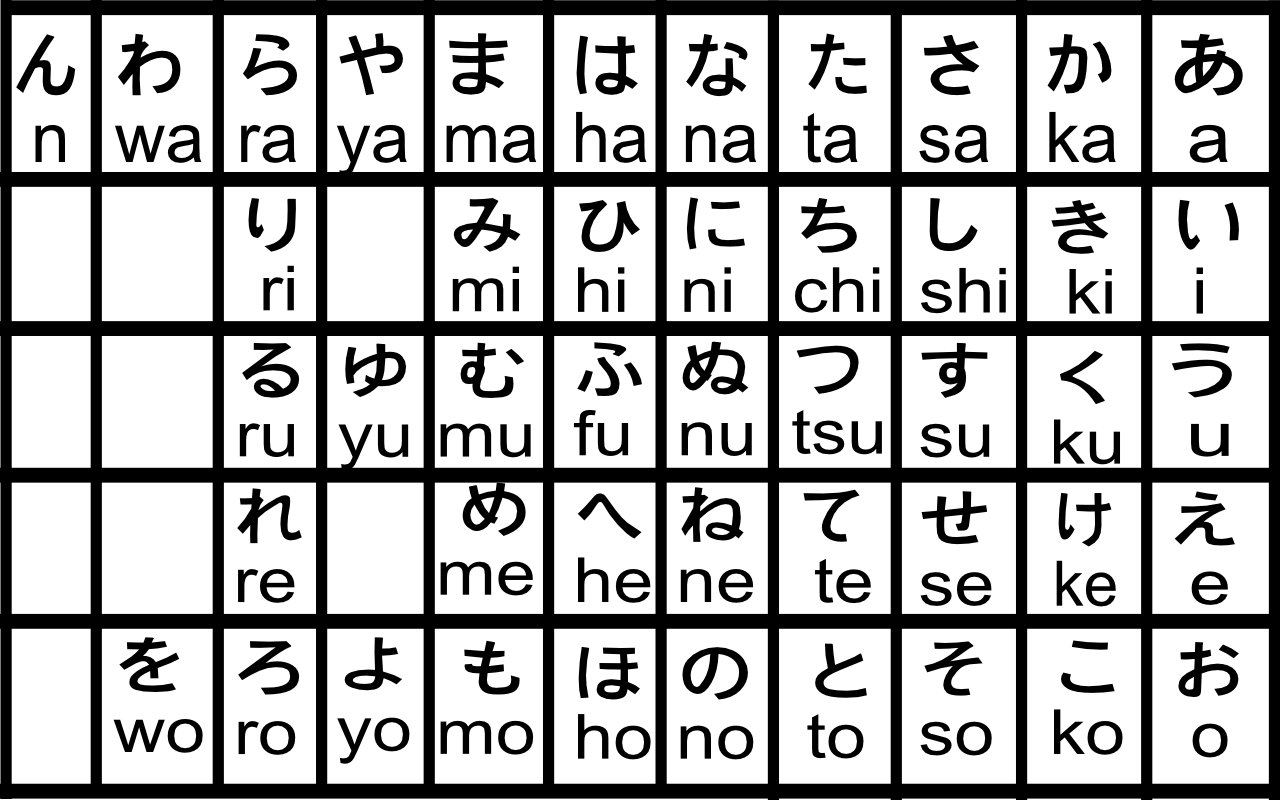 ん わ ら や ま は な た さ か あ
n wa ra ya ma ha na ta sa ka a
り み ひ に ち し き い
ri mi hi ni chi shi ki i
る ゆ む ふ ぬ つ す く う
ru yu mu fu nu tsu su ku u
れ め へ ね て せ け え
re me he ne te se ke e
を ろ よ も ほ の と そ こ お
wo ro yo mo ho no to so ko o